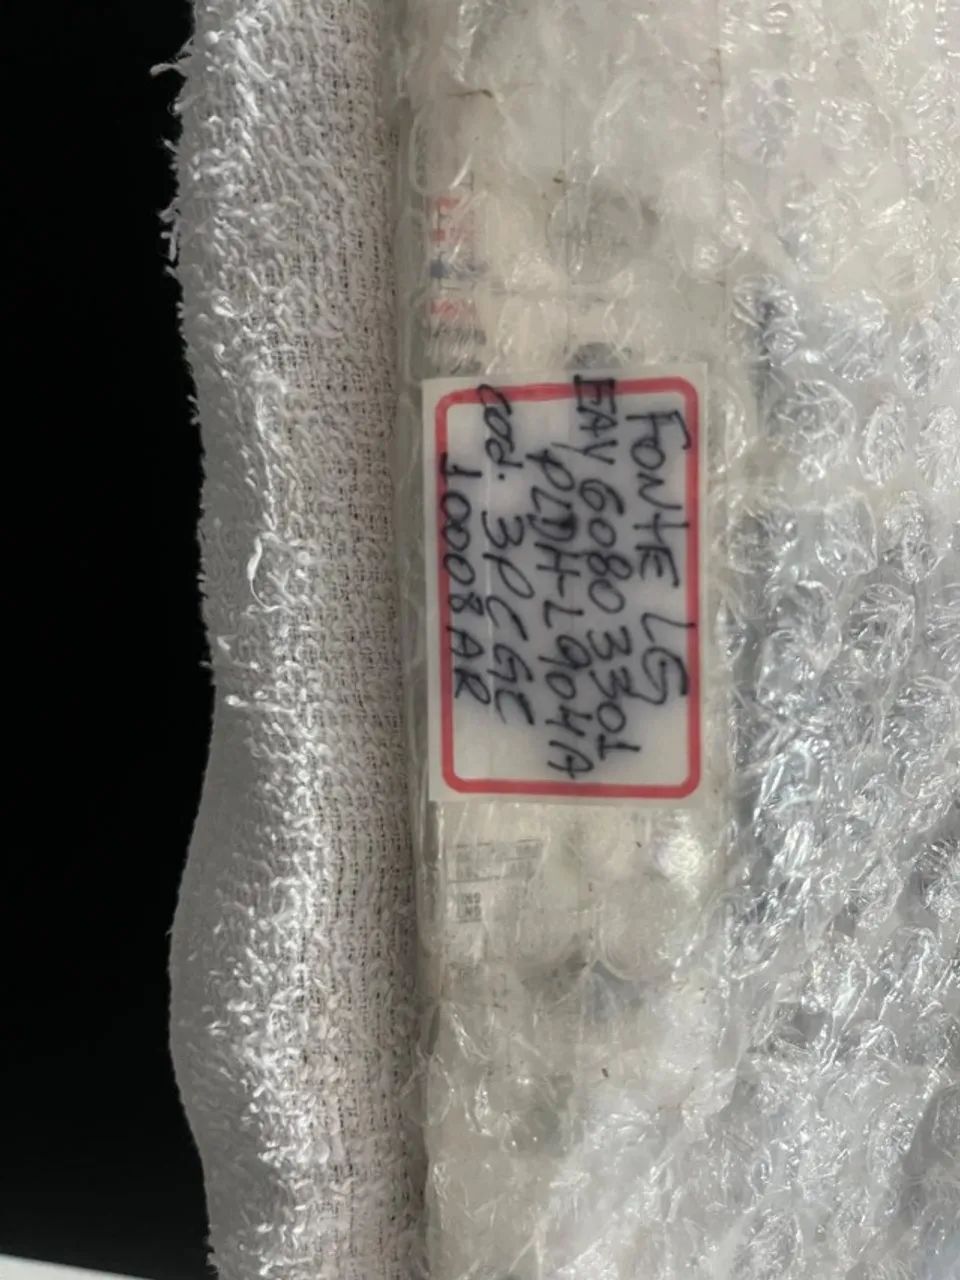 FONTE LG
EAY 6080 3301
PLDH-L904A
cod. 3PCGC
10008AR